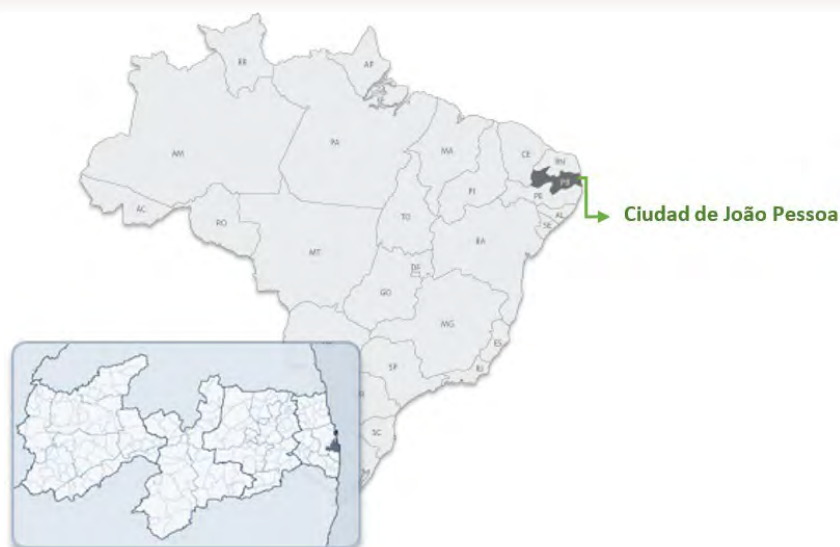 RR
AP
AM
PA
MA
CE
RN
PB
PE
PI
AL
SE
AC
RO
TO
BA
MT
DF
GO
MG
ES
SP
RJ
SC
Ciudad de João Pessoa